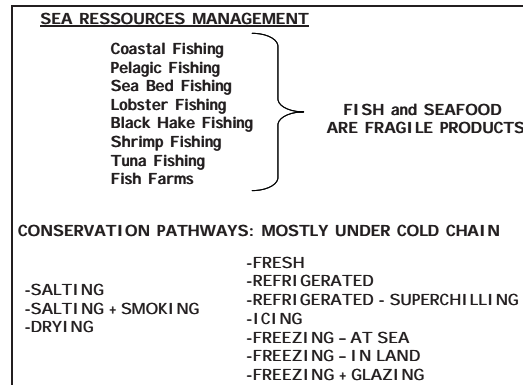 SEA RESSOURCES MANAGEMENT
Coastal Fishing
Pelagic Fishing
Sea Bed Fishing
Lobster Fishing
Black Hake Fishing
Shrimp Fishing
Tuna Fishing
Fish Farms
FISH and SEAFOOD
ARE FRAGILE PRODUCTS
CONSERVATION PATHWAYS: MOSTLY UNDER COLD CHAIN
-SALTING
-SALTING + SMOKING
-DRYING
-FRESH
-REFRIGERATED
-REFRIGERATED - SUPERCHILLING
-ICING
-FREEZING – AT SEA
-FREEZING – IN LAND
-FREEZING + GLAZING